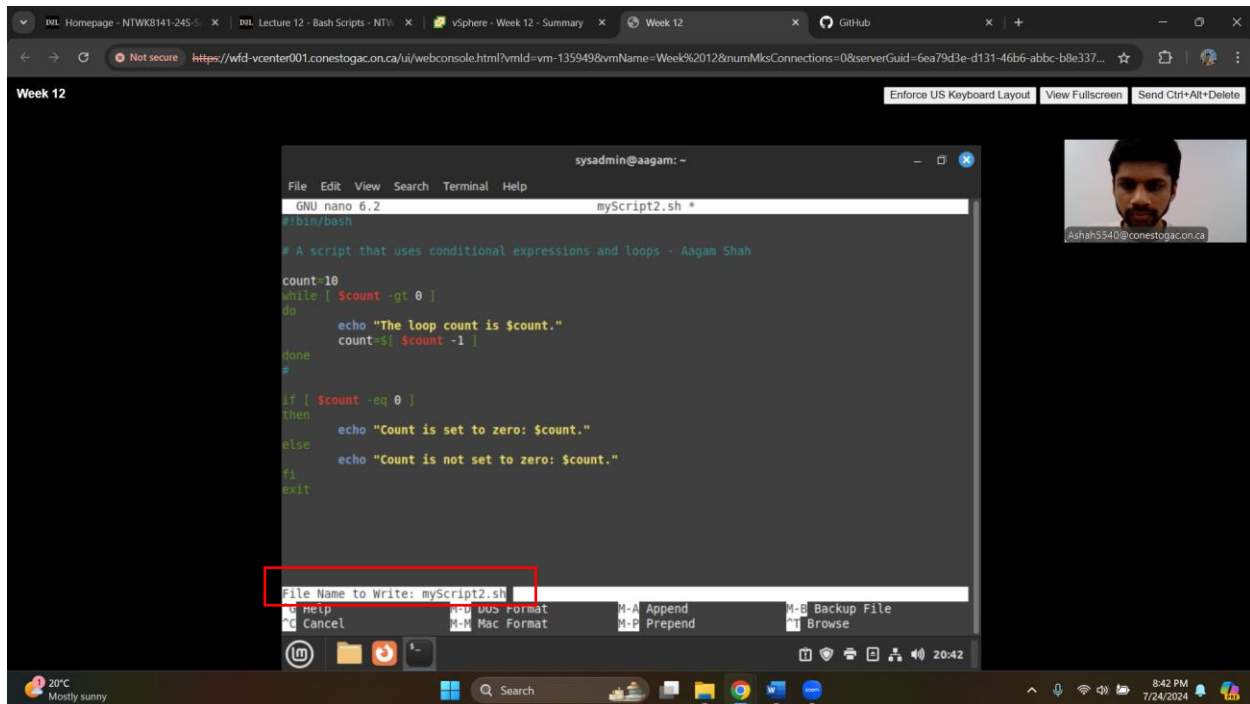 Homepage - NTWK8141-24S-S
Lecture 12 - Bash Scripts - NTW
vSphere - Week 12 - Summary
Week 12
GitHub
Not secure https://wfd-vcenter001.conestogac.on.ca/ui/webconsole.html?vmId=vm-135949&vmName=Week%2012&numMksConnections=0&serverGuid=6ea79d3e-d131-46b6-abbc-b8e337...
Week 12
Enforce US Keyboard Layout View Fullscreen Send Ctrl+Alt+Delete
sysadmin@aagam: ~
File Edit View Search Terminal Help
GNU nano 6.2 myScript2.sh *
#!bin/bash
# A script that uses conditional expressions and loops - Aagam Shah
count=10
while [ $count -gt 0 ]
do
echo "The loop count is $count."
count=$[ $count -1 ]
done
#
if [ $count -eq 0 ]
then
echo "Count is set to zero: $count."
else
echo "Count is not set to zero: $count."
fi
exit
File Name to Write: myScript2.sh
^G Help M-D DOS Format M-A Append M-B Backup File
^C Cancel M-M Mac Format M-P Prepend ^T Browse
20:42
Ashah5540@conestogac.on.ca
1
20°C
Mostly sunny
Search
zoom
8:42 PM
7/24/2024